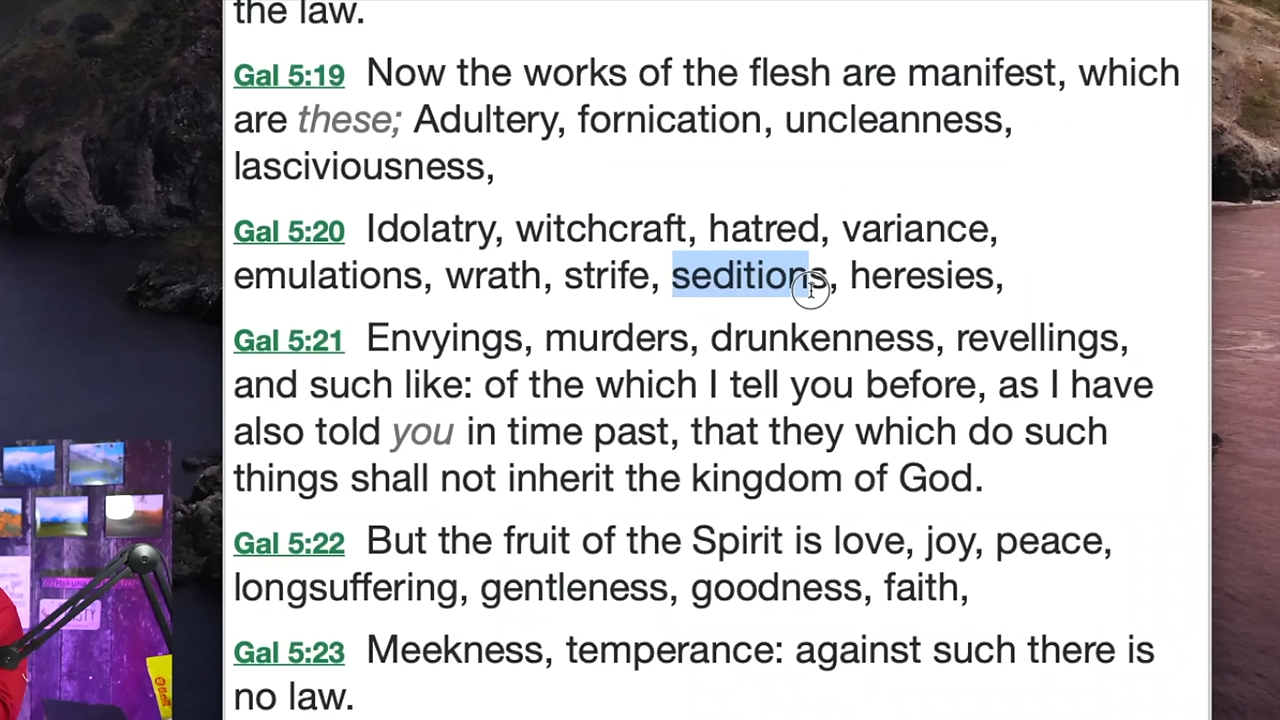 the law.
Gal 5:19 Now the works of the flesh are manifest, which
are these; Adultery, fornication, uncleanness,
lasciviousness,
Gal 5:20 Idolatry, witchcraft, hatred, variance,
emulations, wrath, strife, seditions, heresies,
Gal 5:21 Envyings, murders, drunkenness, revellings,
and such like: of the which I tell you before, as I have
also told you in time past, that they which do such
things shall not inherit the kingdom of God.
Gal 5:22 But the fruit of the Spirit is love, joy, peace,
longsuffering, gentleness, goodness, faith,
Gal 5:23 Meekness, temperance: against such there is
no law.